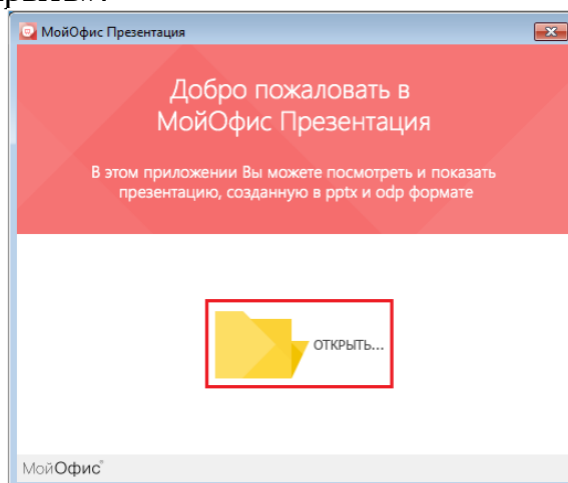 МойОфис Презентация
Добро пожаловать в
МойОфис Презентация
В этом приложении Вы можете посмотреть и показать
презентацию, созданную в pptx и odp формате
ОТКРЫТЬ...
МойОфис®